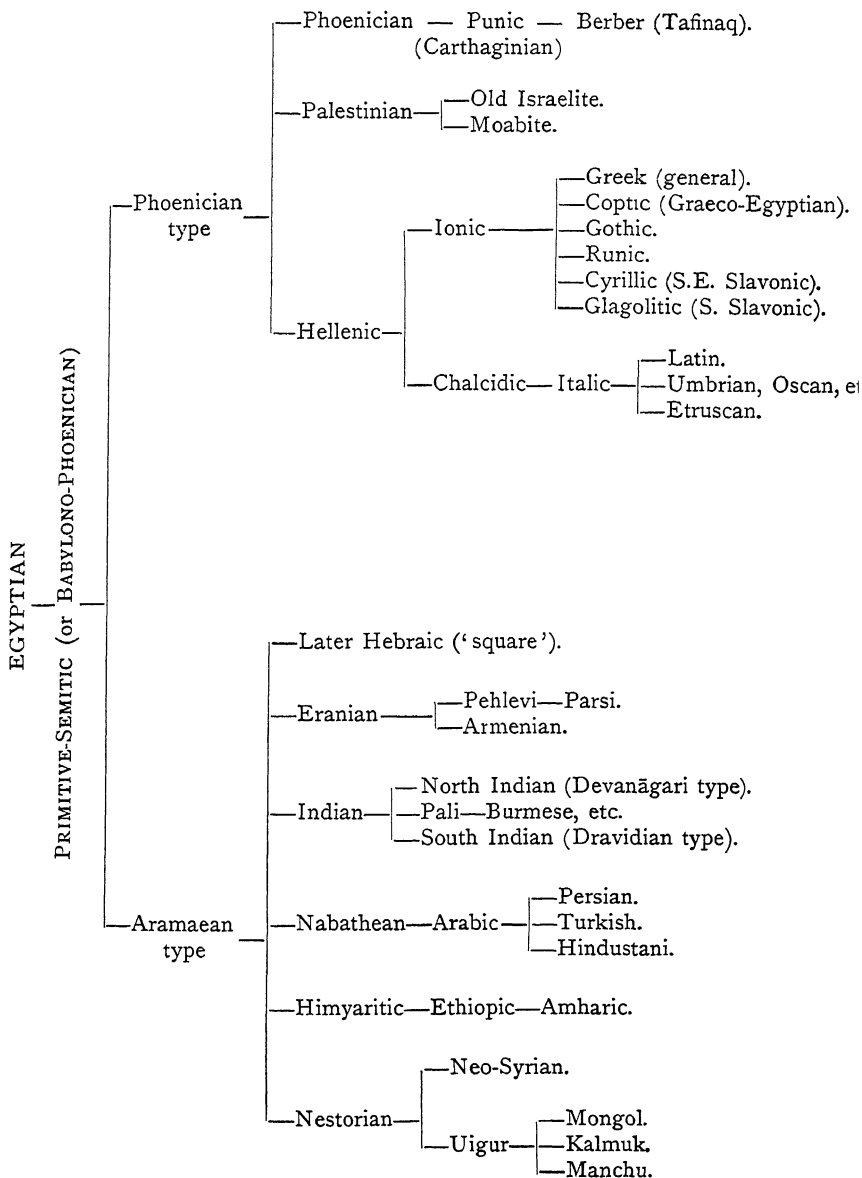 Phoenician — Punic — Berber (Tafinaq).
(Carthaginian)
Palestinian
Old Israelite.
Moabite.
Phoenician type
Hellenic
Ionic
Greek (general).
Coptic (Graeco-Egyptian).
Gothic.
Runic.
Cyrillic (S.E. Slavonic).
Glagolitic (S. Slavonic).
Chalcidic — Italic
Latin.
Umbrian, Oscan, et
Etruscan.
EGYPTIAN
PRIMITIVE-SEMITIC (or BABYLONO-PHOENICIAN)
Aramaean type
Later Hebraic (‘square’).
Eranian
Pehlevi—Parsi.
Armenian.
Indian
North Indian (Devanāgari type).
Pali—Burmese, etc.
South Indian (Dravidian type).
Nabathean—Arabic
Persian.
Turkish.
Hindustani.
Himyaritic—Ethiopic—Amharic.
Nestorian
Neo-Syrian.
Uigur
Mongol.
Kalmuk.
Manchu.